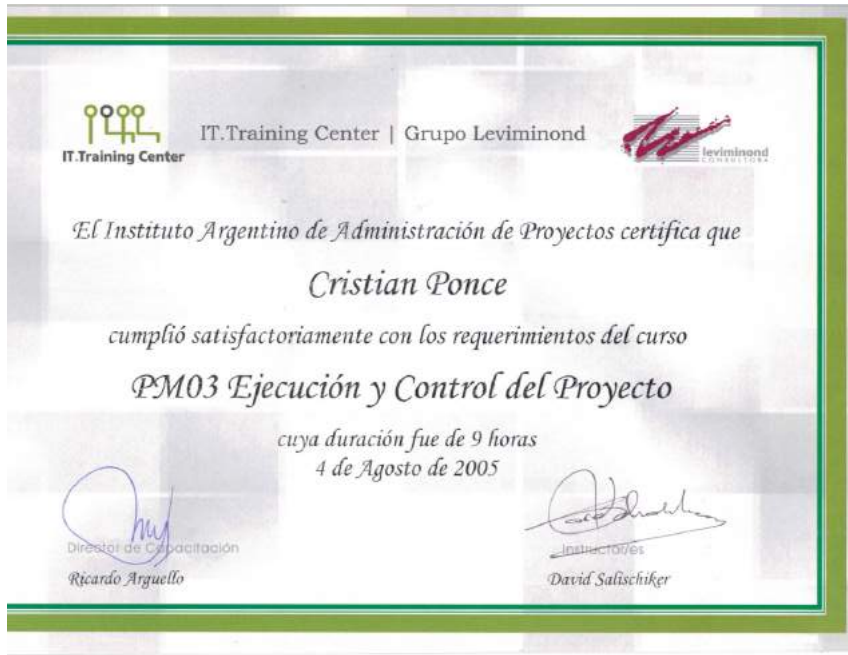 IT.Training Center
IT.Training Center | Grupo Leviminond
leviminond
CONSULTORA
El Instituto Argentino de Administración de Proyectos certifica que
Cristian Ponce
cumplió satisfactoriamente con los requerimientos del curso
PM03 Ejecución y Control del Proyecto
cuya duración fue de 9 horas
4 de Agosto de 2005
Director de Capacitación
Instructor/es
Ricardo Arguello
David Salischiker